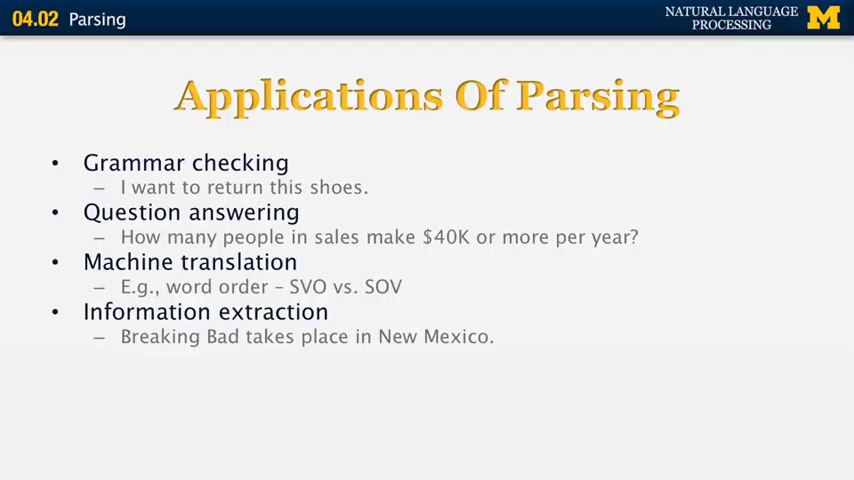 04.02 Parsing
NATURAL LANGUAGE
PROCESSING
M
Applications Of Parsing
• Grammar checking
– I want to return this shoes.
• Question answering
– How many people in sales make $40K or more per year?
• Machine translation
– E.g., word order – SVO vs. SOV
• Information extraction
– Breaking Bad takes place in New Mexico.